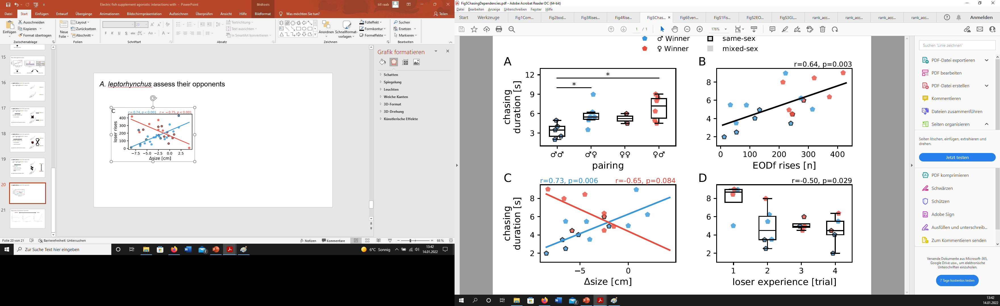 Electric fish supplement agonistic interactions with - PowerPoint
Bildtools
till raab
Datei Start Einfügen Entwurf Übergänge Animationen Bildschirmpräsentation Aufzeichnen Überprüfen Ansicht Hilfe Bildformat Was möchten Sie tun? Teilen
Einfügen
Ausschneiden
Kopieren
Format übertragen
Zwischenablage
Neue Folie
Layout
Zurücksetzen
Abschnitt
Folien
20
F K U S abc AV Aa A
Schriftart
Textrichtung
Text ausrichten
In SmartArt konvertieren
Absatz
Anordnen
Schnellformat-
vorlagen
Fülleffekt
Formkontur
Formeffekte
Zeichnen
Suchen
Ersetzen
Markieren
Bearbeiten
15
16
17
18
19
20
21
A. leptorhynchus assess their opponents
C
r = 0.74, p < 0.001 r = −0.75, p < 0.001
400
300
200
100
0
loser rises
−7.5 −5.0 −2.5 0.0 2.5
Δsize [cm]
Grafik formatieren
Schatten
Spiegelung
Leuchten
Weiche Kanten
3D-Format
3D-Drehung
Künstlerische Effekte
Folie 20 von 21 Barrierefreiheit: Untersuchen Notizen Kommentare 66 %
Zur Suche Text hier eingeben
2
6°C Sonnig
13:42
14.01.2022
Fig5ChasingDependencies.pdf - Adobe Acrobat Reader DC (64-bit)
Datei Bearbeiten Anzeige Unterschreiben Fenster Hilfe
Start Werkzeuge Fig1Com... Fig2bod... Fig3Rises... Fig4Rise... Fig5Chas... Fig6Even... FigS1Fis... FigS2EO... FigS3GL... rank_acc... rank_acc... rank_acc... rank_acc... Anmelden
1 / 1 176%
♂ Winner same-sex
♀ Winner mixed-sex
A
12
9
6
3
chasing
duration [s]
*
*
♂♂ ♂♀ ♀♀ ♀♂
pairing
B
r=0.64, p=0.003
8
6
4
2
0 100 200 300 400
EODf rises [n]
C
r=0.73, p=0.006 r=-0.65, p=0.084
8
6
4
2
chasing
duration [s]
−5 0
Δsize [cm]
D
r=-0.50, p=0.029
8
6
4
2
1 2 3 4
loser experience [trial]
Suchen 'Linie zeichnen'
PDF-Datei exportieren
PDF bearbeiten
PDF-Datei erstellen
Kommentieren
Dateien zusammenführen
Seiten organisieren
Seiten löschen, einfügen, extrahieren und
drehen.
Jetzt testen
PDF komprimieren
Schwärzen
Schützen
Adobe Sign
Ausfüllen und unterschreib...
Zum Kommentieren senden
Versende Dokumente aus Microsoft-365,
Google Drive usw., um elektronische
Unterschriften einzuholen.
7 Tage kostenlos testen
2
13:42
14.01.2022